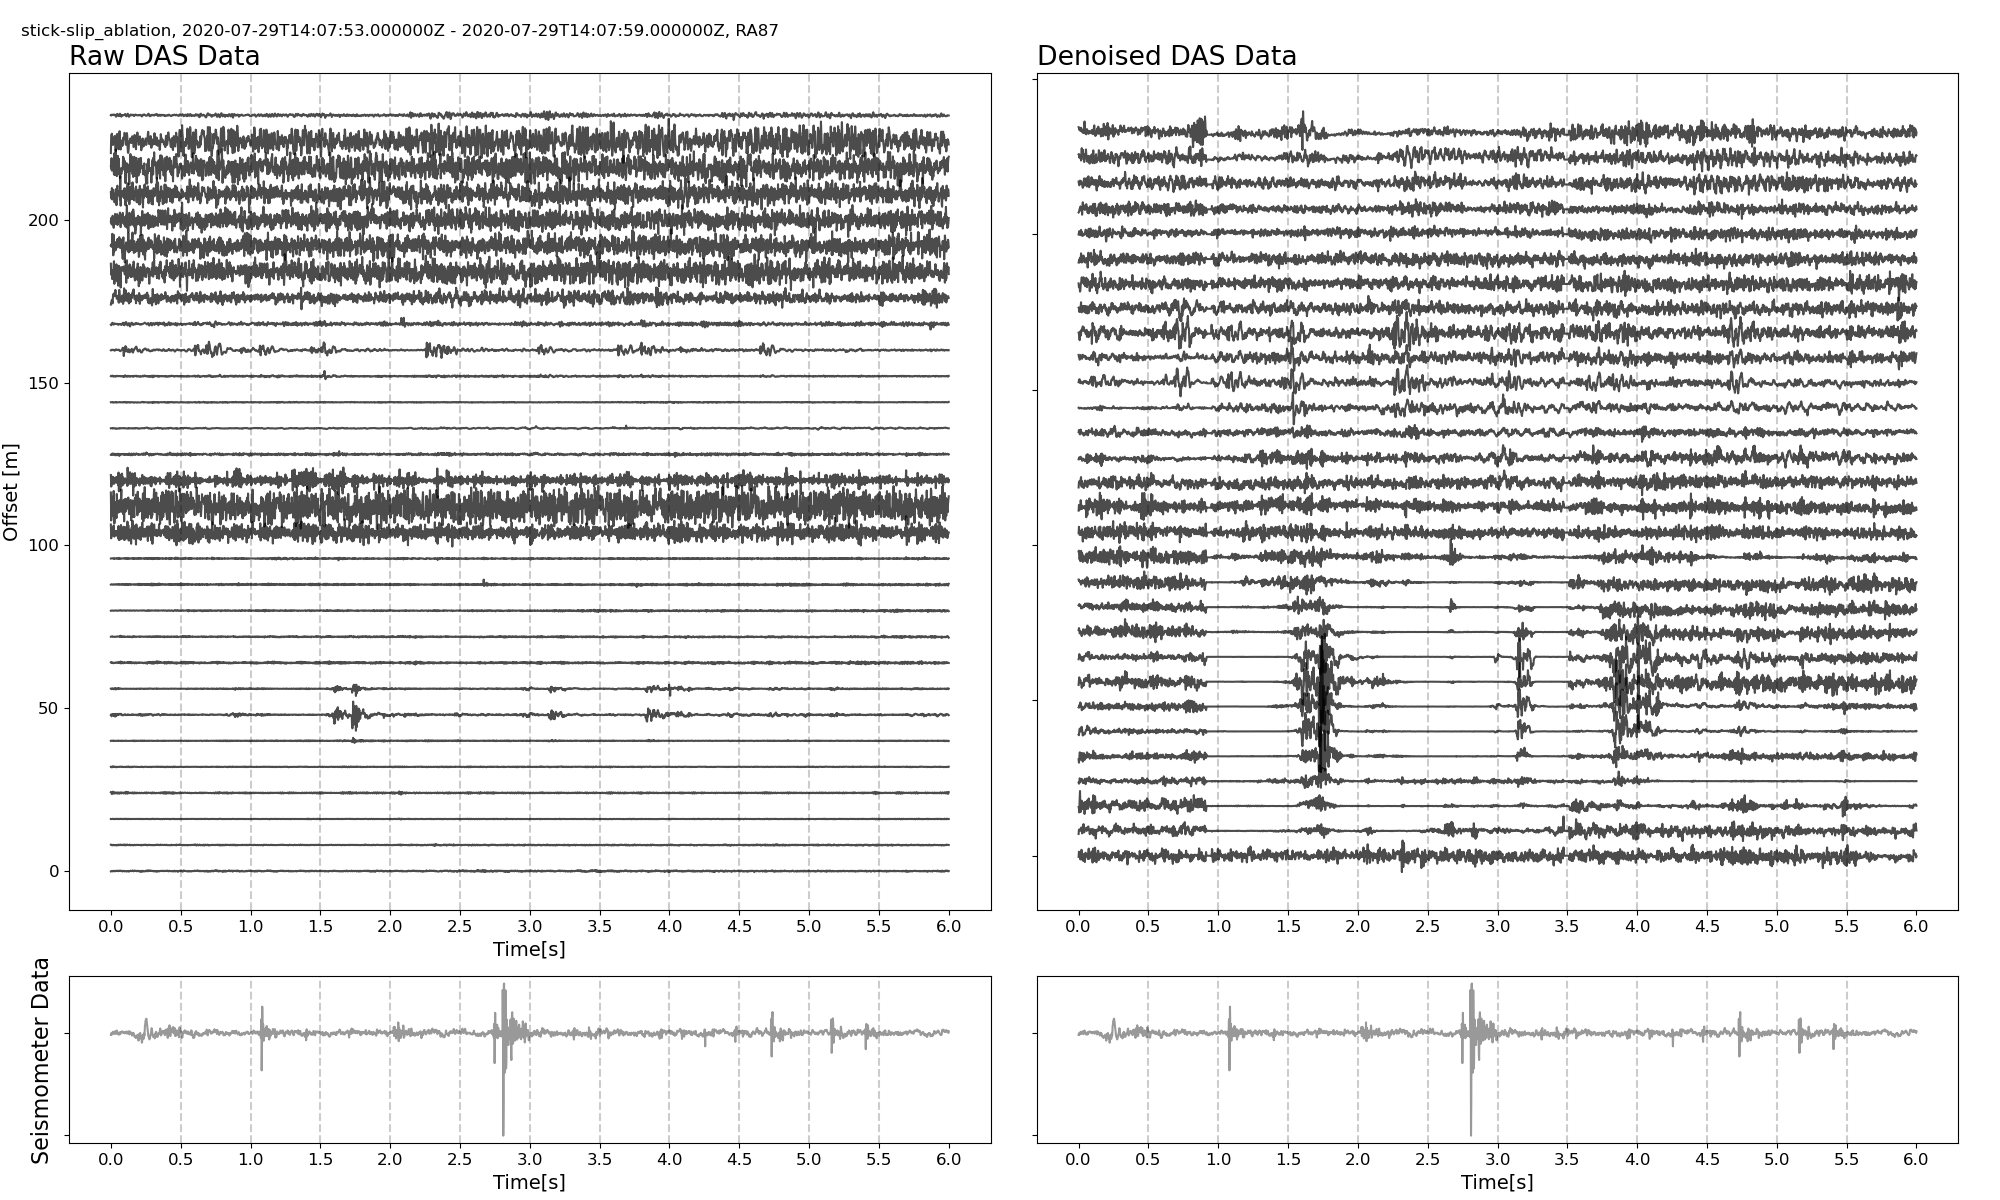 stick-slip_ablation, 2020-07-29T14:07:53.000000Z - 2020-07-29T14:07:59.000000Z, RA87
Raw DAS Data
Denoised DAS Data
Offset [m]
200
150
100
50
0
0.0 0.5 1.0 1.5 2.0 2.5 3.0 3.5 4.0 4.5 5.0 5.5 6.0
Time[s]
0.0 0.5 1.0 1.5 2.0 2.5 3.0 3.5 4.0 4.5 5.0 5.5 6.0
Seismometer Data
0.0 0.5 1.0 1.5 2.0 2.5 3.0 3.5 4.0 4.5 5.0 5.5 6.0
Time[s]
0.0 0.5 1.0 1.5 2.0 2.5 3.0 3.5 4.0 4.5 5.0 5.5 6.0
Time[s]